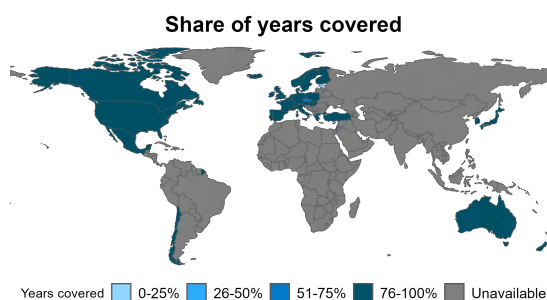 Share of years covered
Years covered 0-25% 26-50% 51-75% 76-100% Unavailable